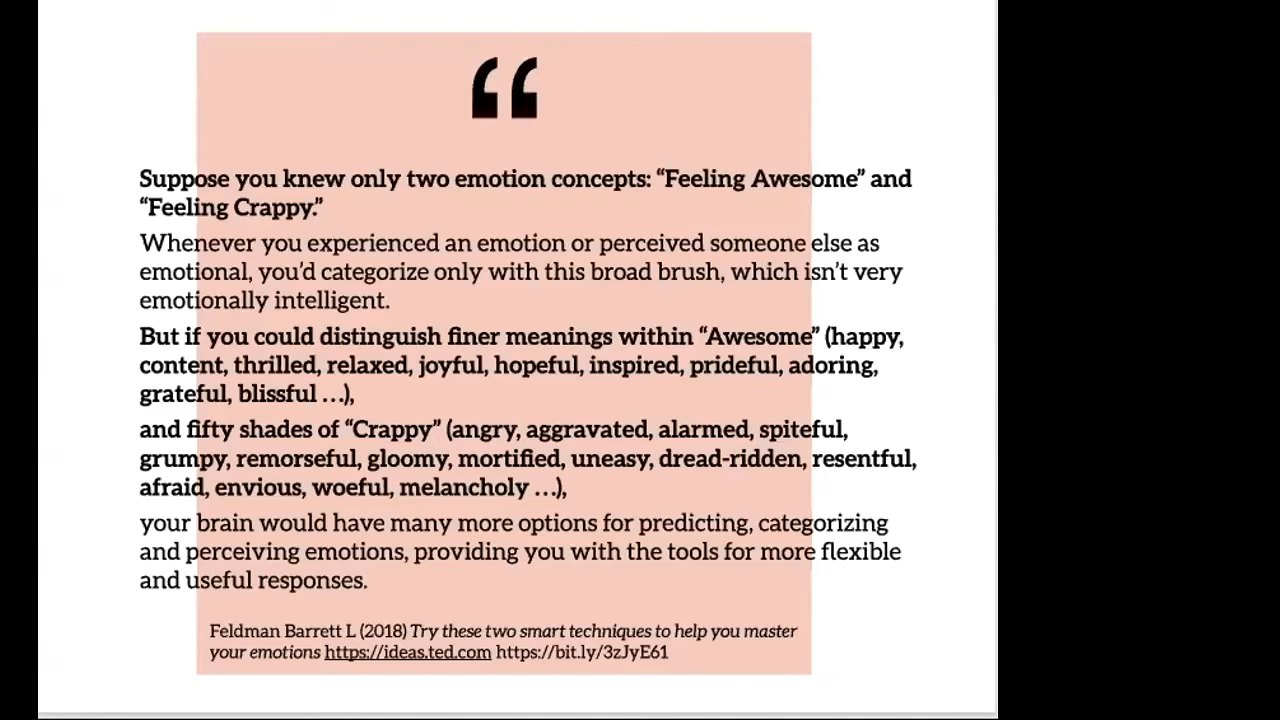 “
Suppose you knew only two emotion concepts: “Feeling Awesome” and
“Feeling Crappy.”
Whenever you experienced an emotion or perceived someone else as
emotional, you’d categorize only with this broad brush, which isn’t very
emotionally intelligent.
But if you could distinguish finer meanings within “Awesome” (happy,
content, thrilled, relaxed, joyful, hopeful, inspired, prideful, adoring,
grateful, blissful …),
and fifty shades of “Crappy” (angry, aggravated, alarmed, spiteful,
grumpy, remorseful, gloomy, mortified, uneasy, dread-ridden, resentful,
afraid, envious, woeful, melancholy …),
your brain would have many more options for predicting, categorizing
and perceiving emotions, providing you with the tools for more flexible
and useful responses.
Feldman Barrett L (2018) Try these two smart techniques to help you master
your emotions https://ideas.ted.com https://bit.ly/3zJyE61